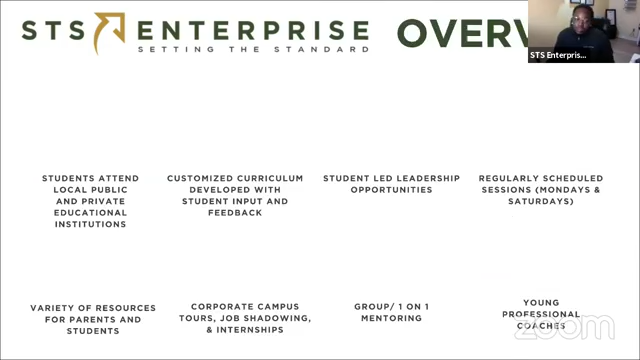 STS ENTERPRISE
SETTING THE STANDARD
OVERV
STS Enterpris...
STUDENTS ATTEND
LOCAL PUBLIC
AND PRIVATE
EDUCATIONAL
INSTITUTIONS
CUSTOMIZED CURRICULUM
DEVELOPED WITH
STUDENT INPUT AND
FEEDBACK
STUDENT LED LEADERSHIP
OPPORTUNITIES
REGULARLY SCHEDULED
SESSIONS (MONDAYS &
SATURDAYS)
VARIETY OF RESOURCES
FOR PARENTS AND
STUDENTS
CORPORATE CAMPUS
TOURS, JOB SHADOWING,
& INTERNSHIPS
GROUP/ 1 ON 1
MENTORING
YOUNG
PROFESSIONAL
COACHES
zoom